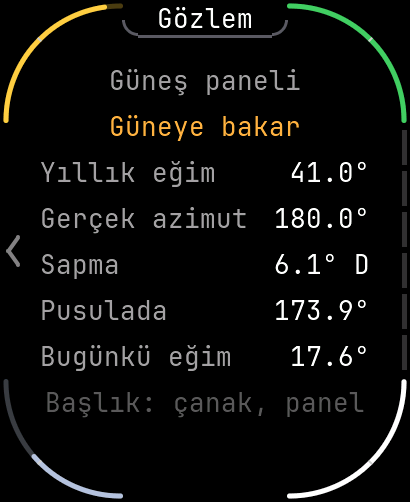 Gözlem
Güneş paneli
Güneye bakar
Yıllık eğim 41.0°
Gerçek azimut 180.0°
Sapma 6.1° D
Pusulada 173.9°
Bugünkü eğim 17.6°
Başlık: çanak, panel